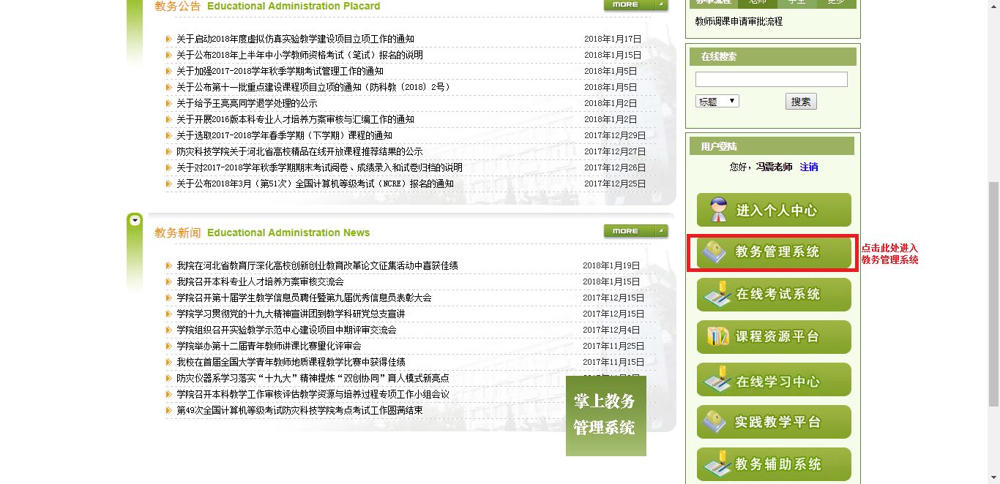 教务公告 Educational Administration Placard
MORE
关于启动2018年度虚拟仿真实验教学建设项目立项工作的通知 2018年1月17日
关于公布2018年上半年中小学教师资格考试（笔试）报名的说明 2018年1月15日
关于加强2017-2018学年秋季学期考试管理工作的通知 2018年1月5日
关于公布第十一批重点建设课程项目立项的通知（防科教〔2018〕2号） 2018年1月5日
关于给予王亮亮同学退学处理的公示 2018年1月2日
关于开展2016版本科专业人才培养方案审核与汇编工作的通知 2018年1月2日
关于选取2017-2018学年春季学期（下学期）课程的通知 2017年12月29日
防灾科技学院关于河北省高校精品在线开放课程推荐结果的公示 2017年12月27日
关于对2017-2018学年秋季学期期末考试阅卷、成绩录入和试卷归档的说明 2017年12月26日
关于公布2018年3月（第51次）全国计算机等级考试（NCRE）报名的通知 2017年12月25日
教务新闻 Educational Administration News
MORE
我院在河北省教育厅深化高校创新创业教育改革论文征集活动中喜获佳绩 2018年1月19日
我院召开本科专业人才培养方案审核交流会 2018年1月15日
学院召开第十届学生教学信息员聘任暨第九届优秀信息员表彰大会 2017年12月15日
学院学习贯彻党的十九大精神宣讲团到教学科研党总支宣讲 2017年12月15日
学院组织召开实验教学示范中心建设项目中期评审交流会 2017年12月4日
学院举办第十二届青年教师讲课比赛量化评审会 2017年11月25日
我校在首届全国大学青年教师地质课程教学比赛中获得佳绩 2017年11月15日
防灾仪器系学习落实“十九大”精神提炼“双创协同”育人模式新亮点
学院召开本科教学工作审核评估教学资源与培养过程专项工作小组会议
第49次全国计算机等级考试防灾科技学院考点考试工作圆满结束
掌上教务
管理系统
办事流程 老师 学生 更多
教师调课申请审批流程
在线搜索
标题 搜索
用户登陆
您好，冯震老师 注销
进入个人中心
教务管理系统
点击此处进入
教务管理系统
在线考试系统
课程资源平台
在线学习中心
实践教学平台
教务辅助系统